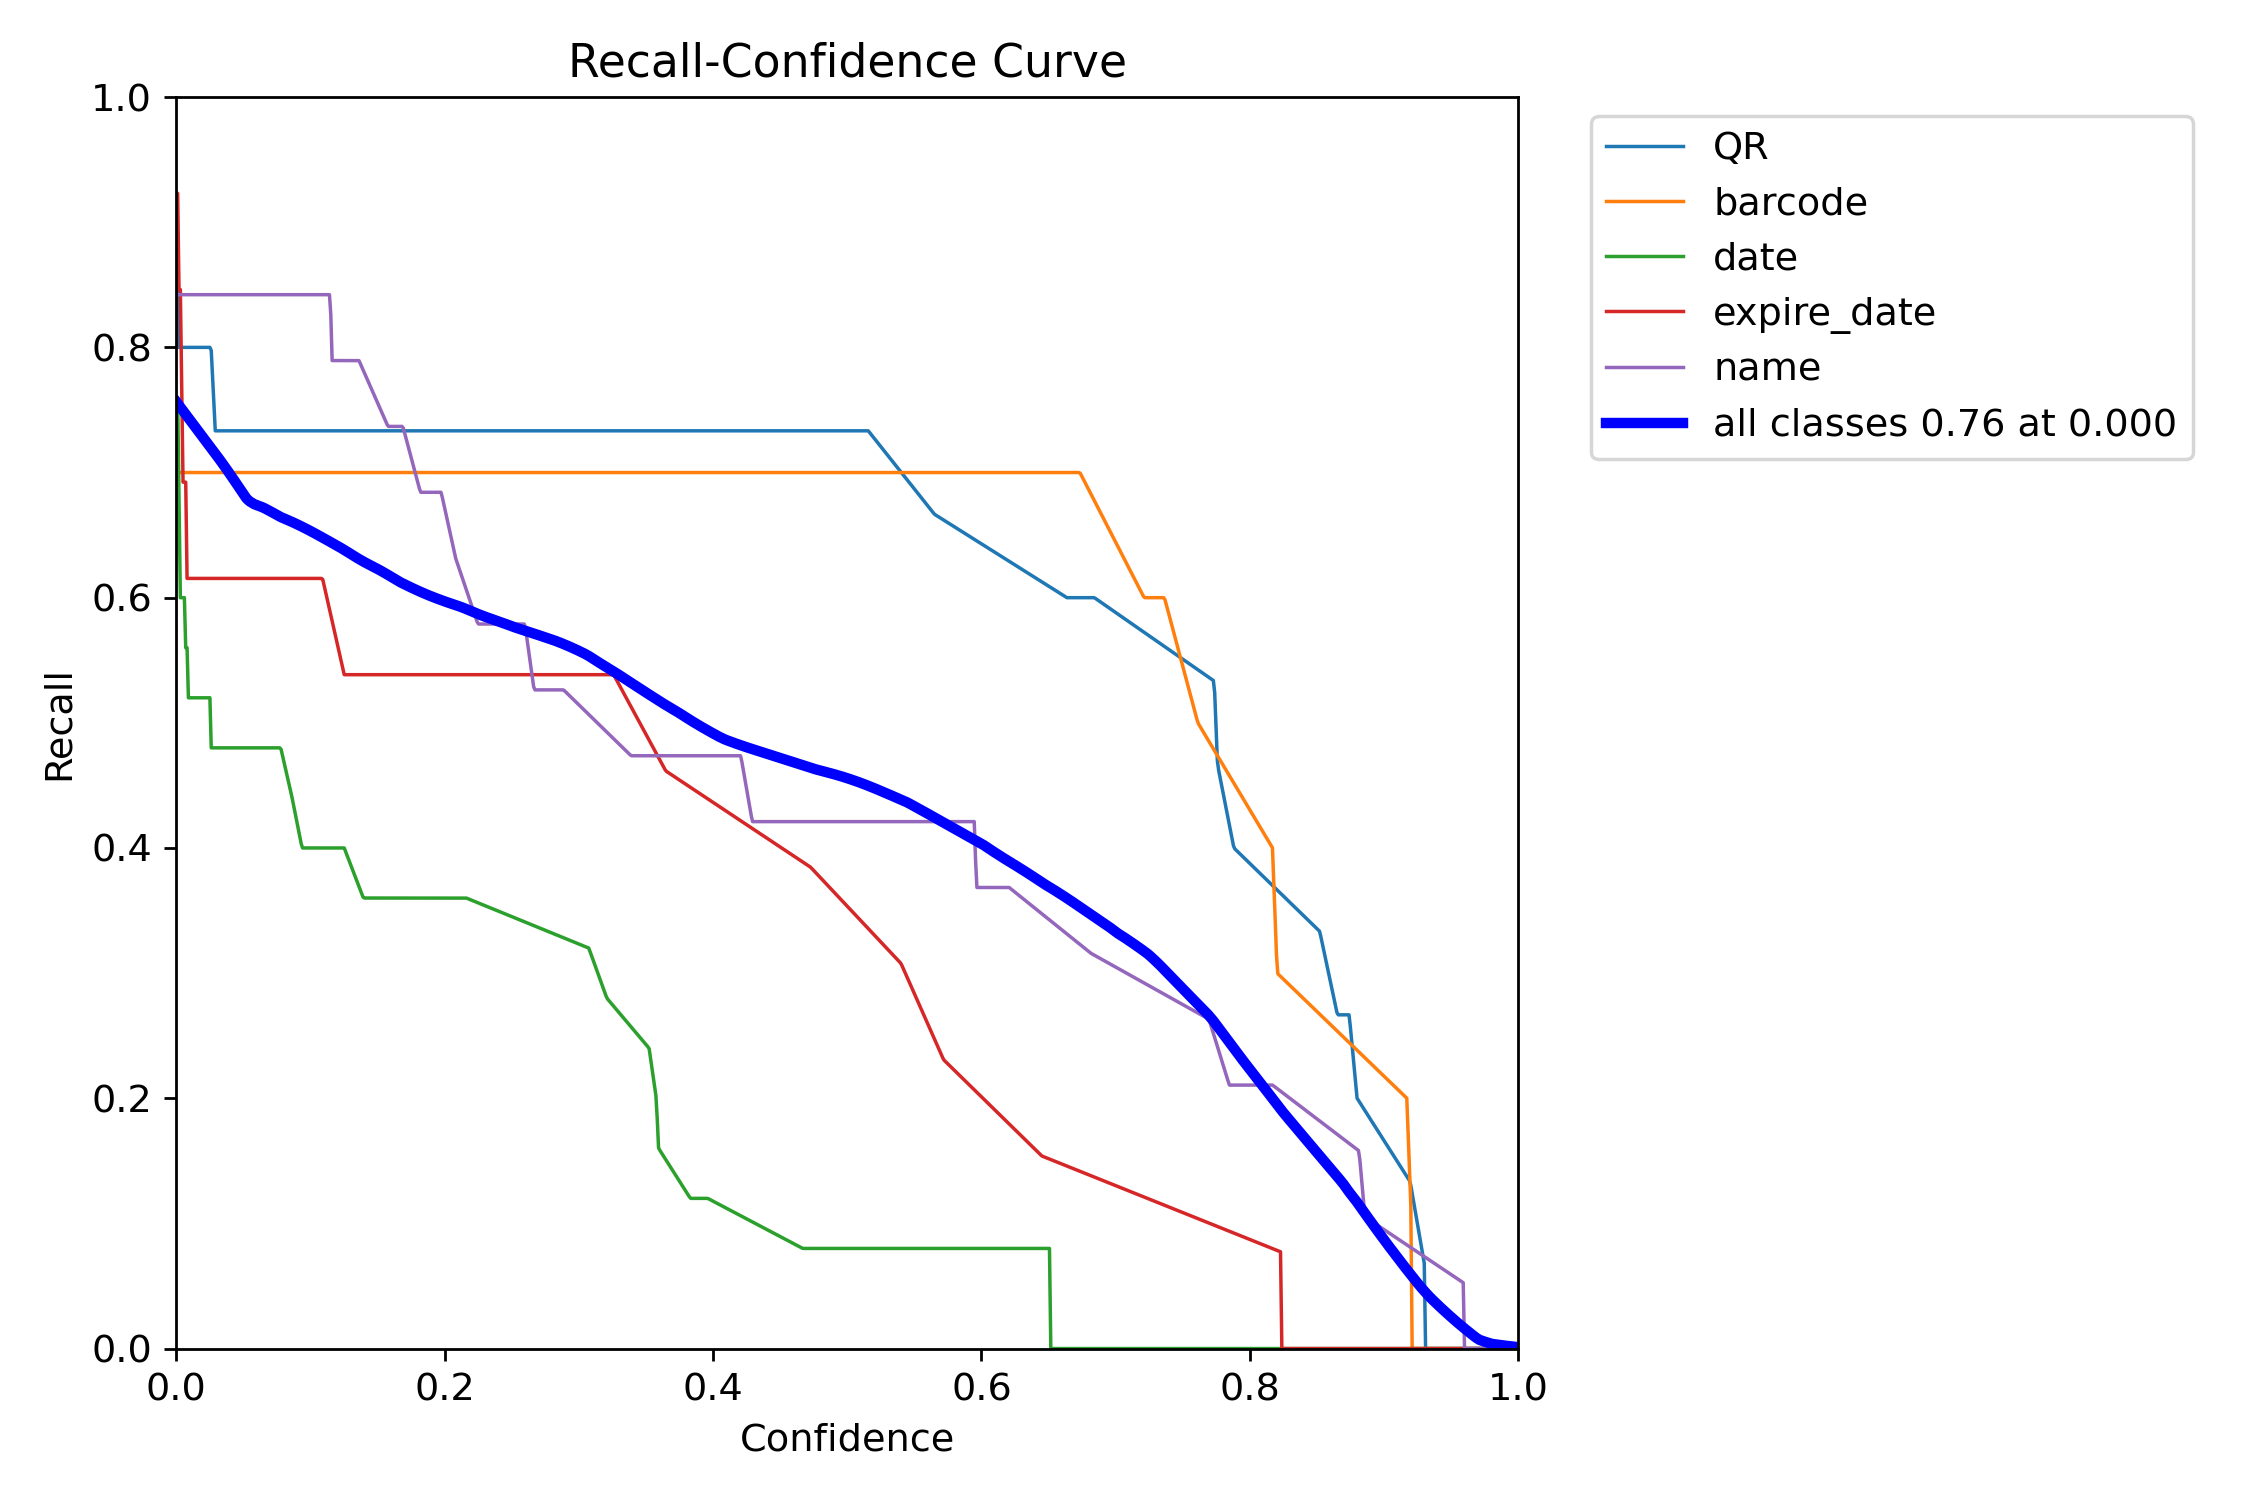 Recall-Confidence Curve
1.0
0.8
0.6
0.4
0.2
0.0
Recall
0.0 0.2 0.4 0.6 0.8 1.0
Confidence
QR
barcode
date
expire_date
name
all classes 0.76 at 0.000